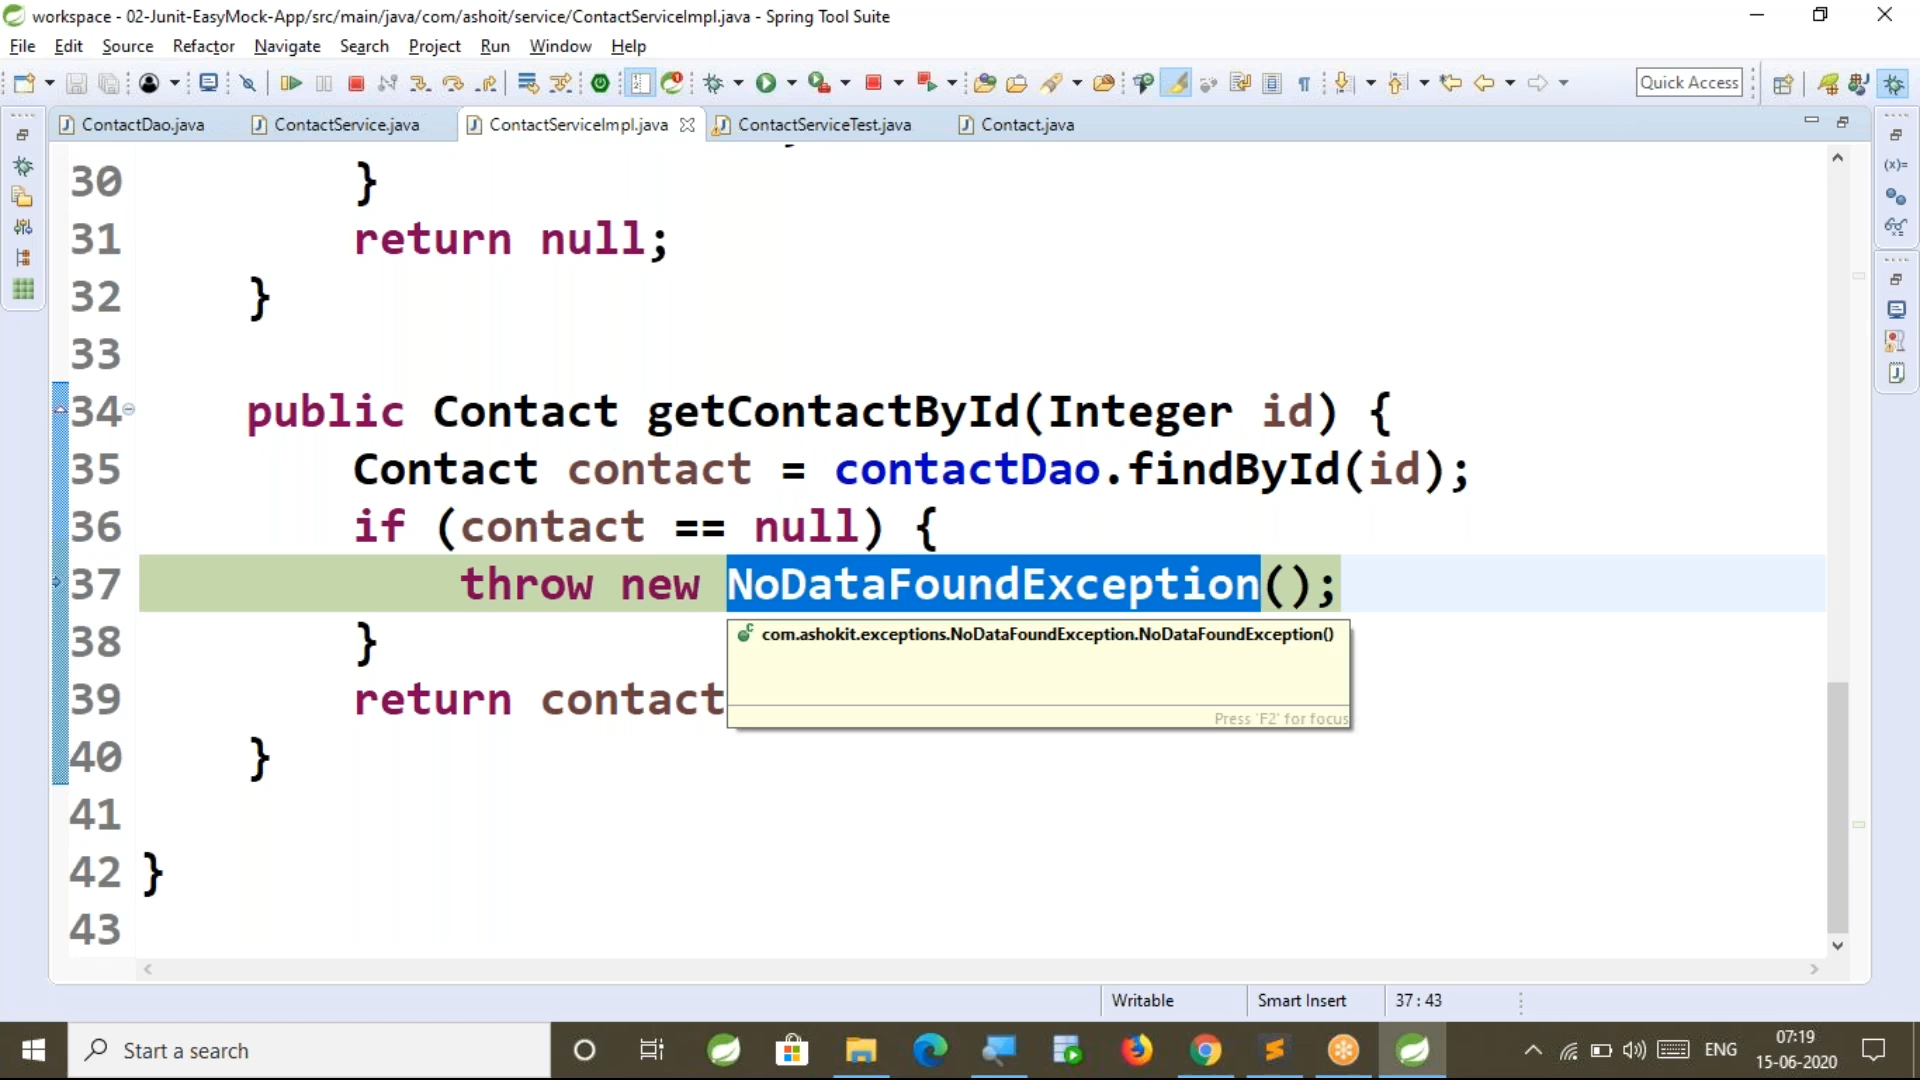 workspace - 02-Junit-EasyMock-App/src/main/java/com/ashoit/service/ContactServiceImpl.java - Spring Tool Suite
File Edit Source Refactor Navigate Search Project Run Window Help
Quick Access
ContactDao.java ContactService.java ContactServiceImpl.java ContactServiceTest.java Contact.java
30 }
31 return null;
32 }
33
34 public Contact getContactById(Integer id) {
35 Contact contact = contactDao.findById(id);
36 if (contact == null) {
37 throw new NoDataFoundException();
com.ashokit.exceptions.NoDataFoundException.NoDataFoundException()
38 }
39 return contact
Press 'F2' for focus
40 }
41
42 }
43
Writable Smart Insert 37 : 43
Start a search
ENG
07:19
15-06-2020